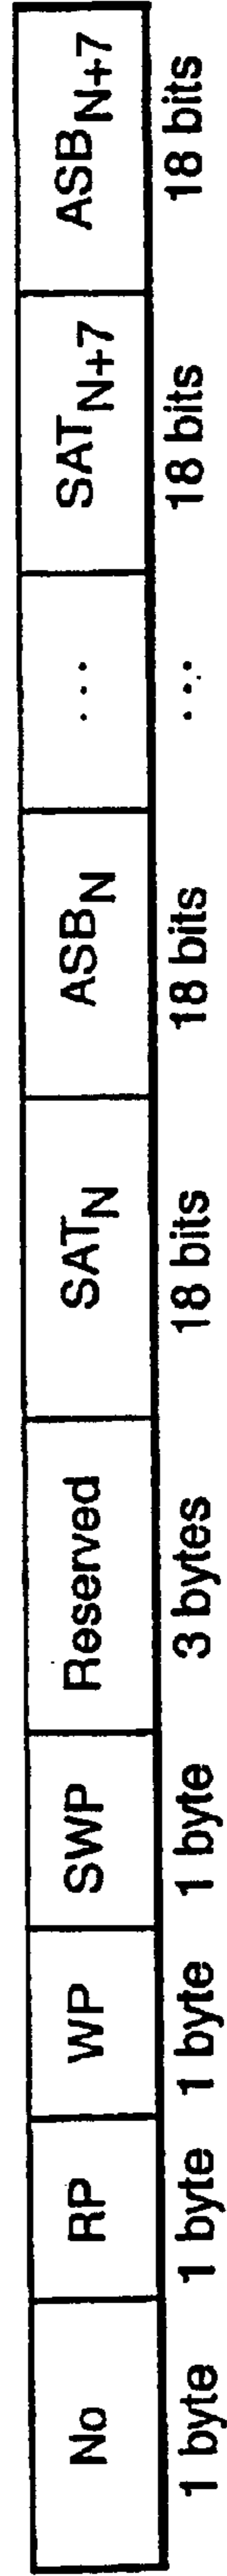 No RP WP SWP Reserved SAT_N ASB_N ... SAT_N+7 ASB_N+7
1 byte 1 byte 1 byte 1 byte 3 bytes 18 bits 18 bits ... 18 bits 18 bits